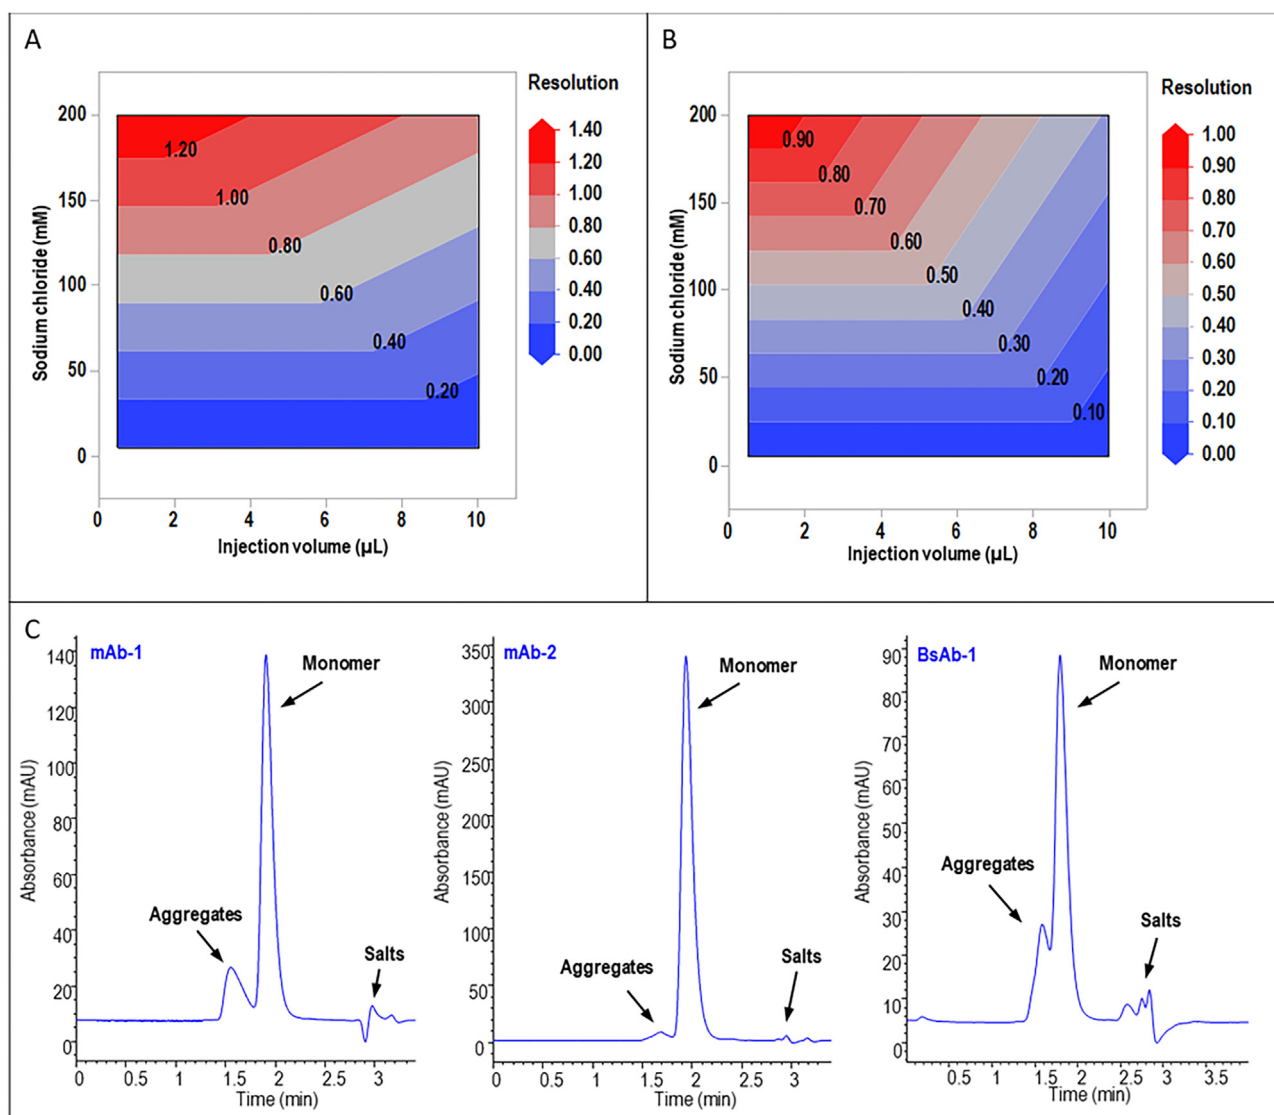 A
Resolution
200
150
100
50
0
Sodium chloride (mM)
1.20
1.00
0.80
0.60
0.40
0.20
1.40
1.20
1.00
0.80
0.60
0.40
0.20
0.00
0 2 4 6 8 10
Injection volume (µL)
B
Resolution
200
150
100
50
0
Sodium chloride (mM)
0.90
0.80
0.70
0.60
0.50
0.40
0.30
0.20
0.10
1.00
0.90
0.80
0.70
0.60
0.50
0.40
0.30
0.20
0.10
0.00
0 2 4 6 8 10
Injection volume (µL)
C
mAb-1
140
120
100
80
60
40
20
0
Absorbance (mAU)
Monomer
Aggregates
Salts
0 0.5 1 1.5 2 2.5 3
Time (min)
mAb-2
350
300
250
200
150
100
50
0
Absorbance (mAU)
Monomer
Aggregates
Salts
0 0.5 1 1.5 2 2.5 3
Time (min)
BsAb-1
90
80
70
60
50
40
30
20
10
0
Absorbance (mAU)
Monomer
Aggregates
Salts
0.5 1 1.5 2 2.5 3 3.5
Time (min)